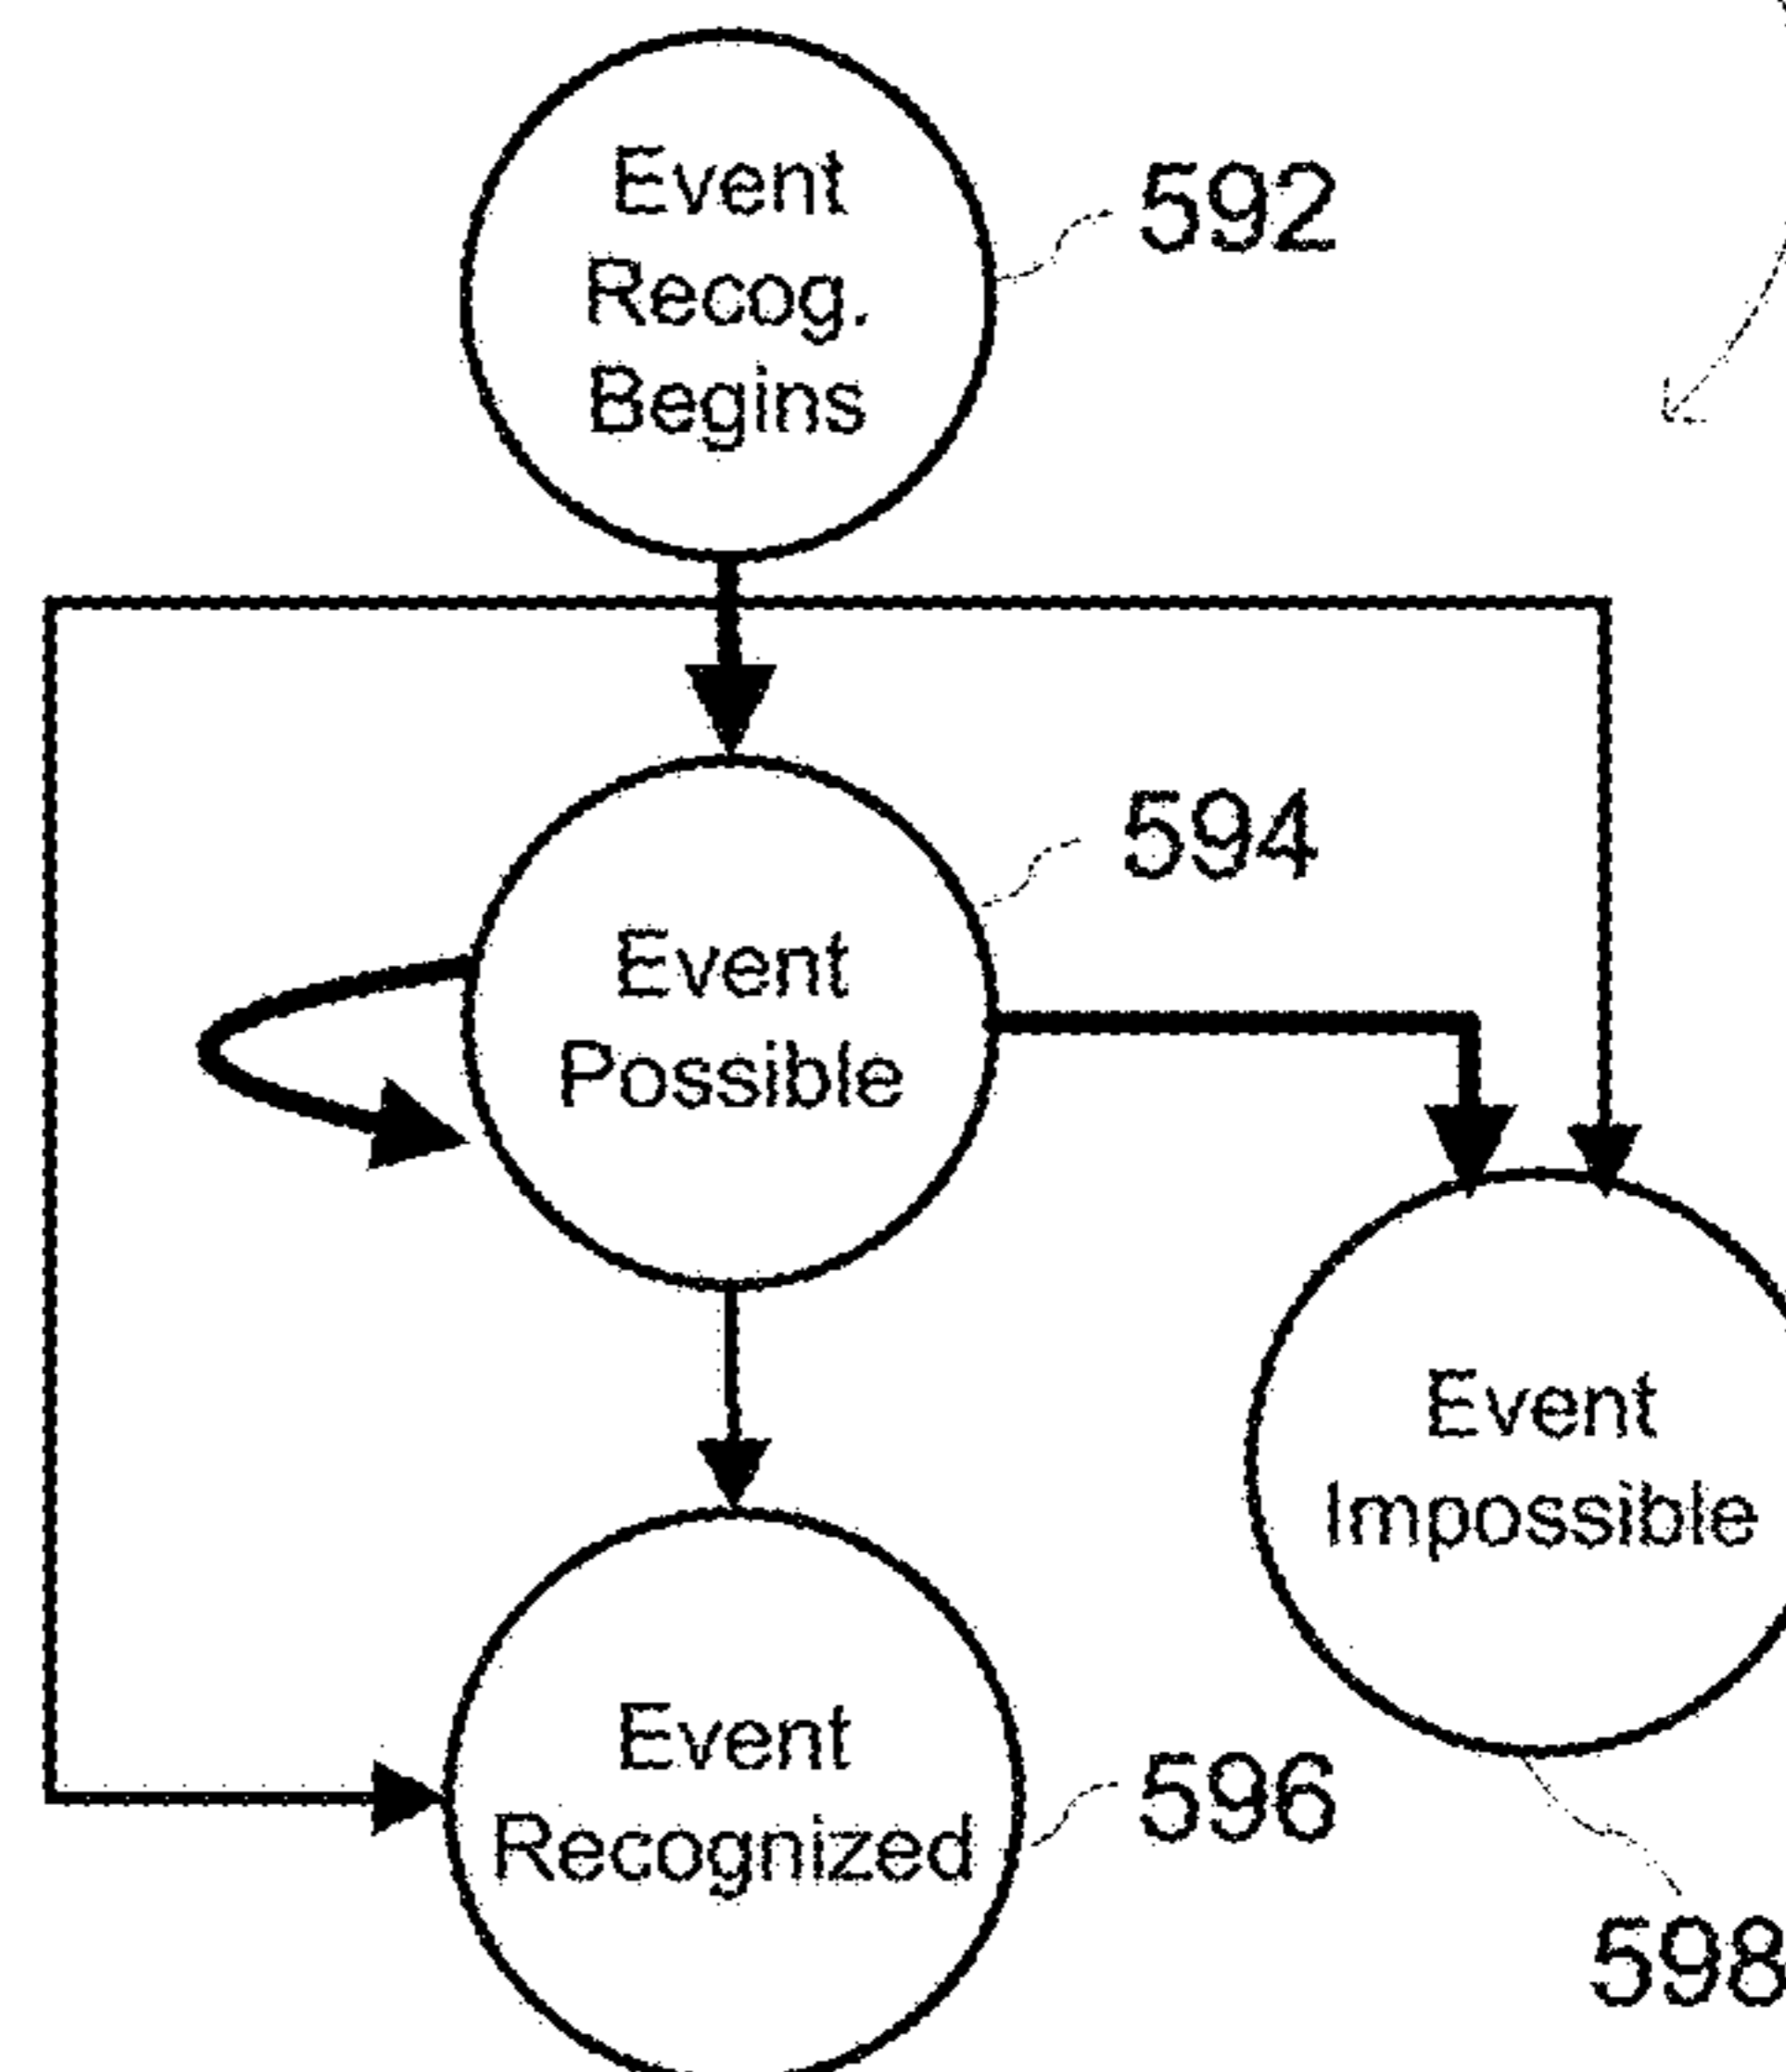 Event
Recog.
Begins
592
594
Event
Possible
Event
Impossible
Event
Recognized
596
598